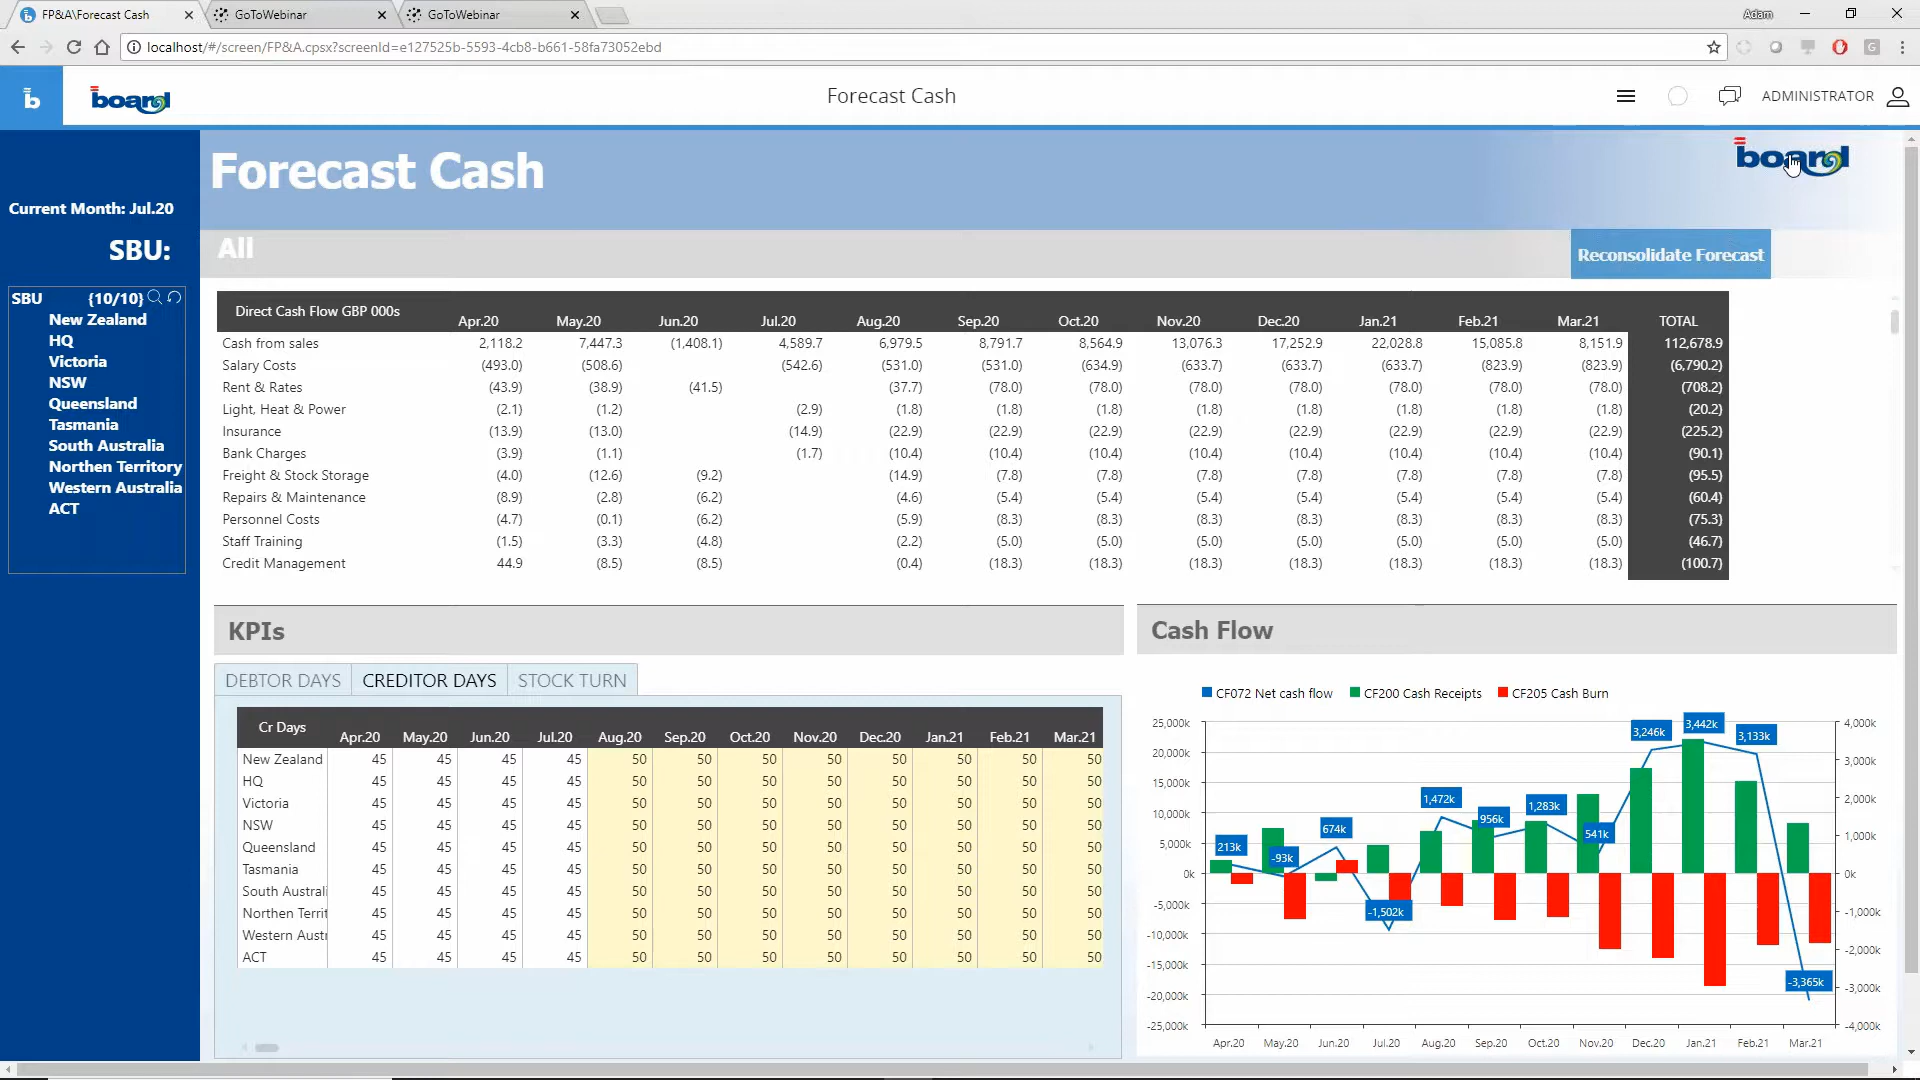 FP&A\Forecast Cash GoToWebinar GoToWebinar Adam
localhost/#/screen/FP&A.cpsx?screenId=e127525b-5593-4cb8-b661-58fa73052ebd
b board Forecast Cash ADMINISTRATOR
Forecast Cash board
Current Month: Jul.20
SBU: All Reconsolidate Forecast
SBU {10/10}
New Zealand
HQ
Victoria
NSW
Queensland
Tasmania
South Australia
Northen Territory
Western Australia
ACT
Direct Cash Flow GBP 000s Apr.20 May.20 Jun.20 Jul.20 Aug.20 Sep.20 Oct.20 Nov.20 Dec.20 Jan.21 Feb.21 Mar.21 TOTAL
Cash from sales 2,118.2 7,447.3 (1,408.1) 4,589.7 6,979.5 8,791.7 8,564.9 13,076.3 17,252.9 22,028.8 15,085.8 8,151.9 112,678.9
Salary Costs (493.0) (508.6) (542.6) (531.0) (531.0) (634.9) (633.7) (633.7) (633.7) (823.9) (823.9) (6,790.2)
Rent & Rates (43.9) (38.9) (41.5) (37.7) (78.0) (78.0) (78.0) (78.0) (78.0) (78.0) (78.0) (708.2)
Light, Heat & Power (2.1) (1.2) (2.9) (1.8) (1.8) (1.8) (1.8) (1.8) (1.8) (1.8) (1.8) (20.2)
Insurance (13.9) (13.0) (14.9) (22.9) (22.9) (22.9) (22.9) (22.9) (22.9) (22.9) (22.9) (225.2)
Bank Charges (3.9) (1.1) (1.7) (10.4) (10.4) (10.4) (10.4) (10.4) (10.4) (10.4) (10.4) (90.1)
Freight & Stock Storage (4.0) (12.6) (9.2) (14.9) (7.8) (7.8) (7.8) (7.8) (7.8) (7.8) (7.8) (95.5)
Repairs & Maintenance (8.9) (2.8) (6.2) (4.6) (5.4) (5.4) (5.4) (5.4) (5.4) (5.4) (5.4) (60.4)
Personnel Costs (4.7) (0.1) (6.2) (5.9) (8.3) (8.3) (8.3) (8.3) (8.3) (8.3) (8.3) (75.3)
Staff Training (1.5) (3.3) (4.8) (2.2) (5.0) (5.0) (5.0) (5.0) (5.0) (5.0) (5.0) (46.7)
Credit Management 44.9 (8.5) (8.5) (0.4) (18.3) (18.3) (18.3) (18.3) (18.3) (18.3) (18.3) (100.7)
KPIs
DEBTOR DAYS CREDITOR DAYS STOCK TURN
Cr Days Apr.20 May.20 Jun.20 Jul.20 Aug.20 Sep.20 Oct.20 Nov.20 Dec.20 Jan.21 Feb.21 Mar.21
New Zealand 45 45 45 45 50 50 50 50 50 50 50 50
HQ 45 45 45 45 50 50 50 50 50 50 50 50
Victoria 45 45 45 45 50 50 50 50 50 50 50 50
NSW 45 45 45 45 50 50 50 50 50 50 50 50
Queensland 45 45 45 45 50 50 50 50 50 50 50 50
Tasmania 45 45 45 45 50 50 50 50 50 50 50 50
South Australi 45 45 45 45 50 50 50 50 50 50 50 50
Northen Territ 45 45 45 45 50 50 50 50 50 50 50 50
Western Austr 45 45 45 45 50 50 50 50 50 50 50 50
ACT 45 45 45 45 50 50 50 50 50 50 50 50
Cash Flow
CF072 Net cash flow CF200 Cash Receipts CF205 Cash Burn
25,000k
20,000k
15,000k
10,000k
5,000k
0k
-5,000k
-10,000k
-15,000k
-20,000k
-25,000k
213k
-93k
674k
-1,502k
1,472k
956k
1,283k
541k
3,246k
3,442k
3,133k
-3,365k
4,000k
3,000k
2,000k
1,000k
0k
-1,000k
-2,000k
-3,000k
-4,000k
Apr.20 May.20 Jun.20 Jul.20 Aug.20 Sep.20 Oct.20 Nov.20 Dec.20 Jan.21 Feb.21 Mar.21